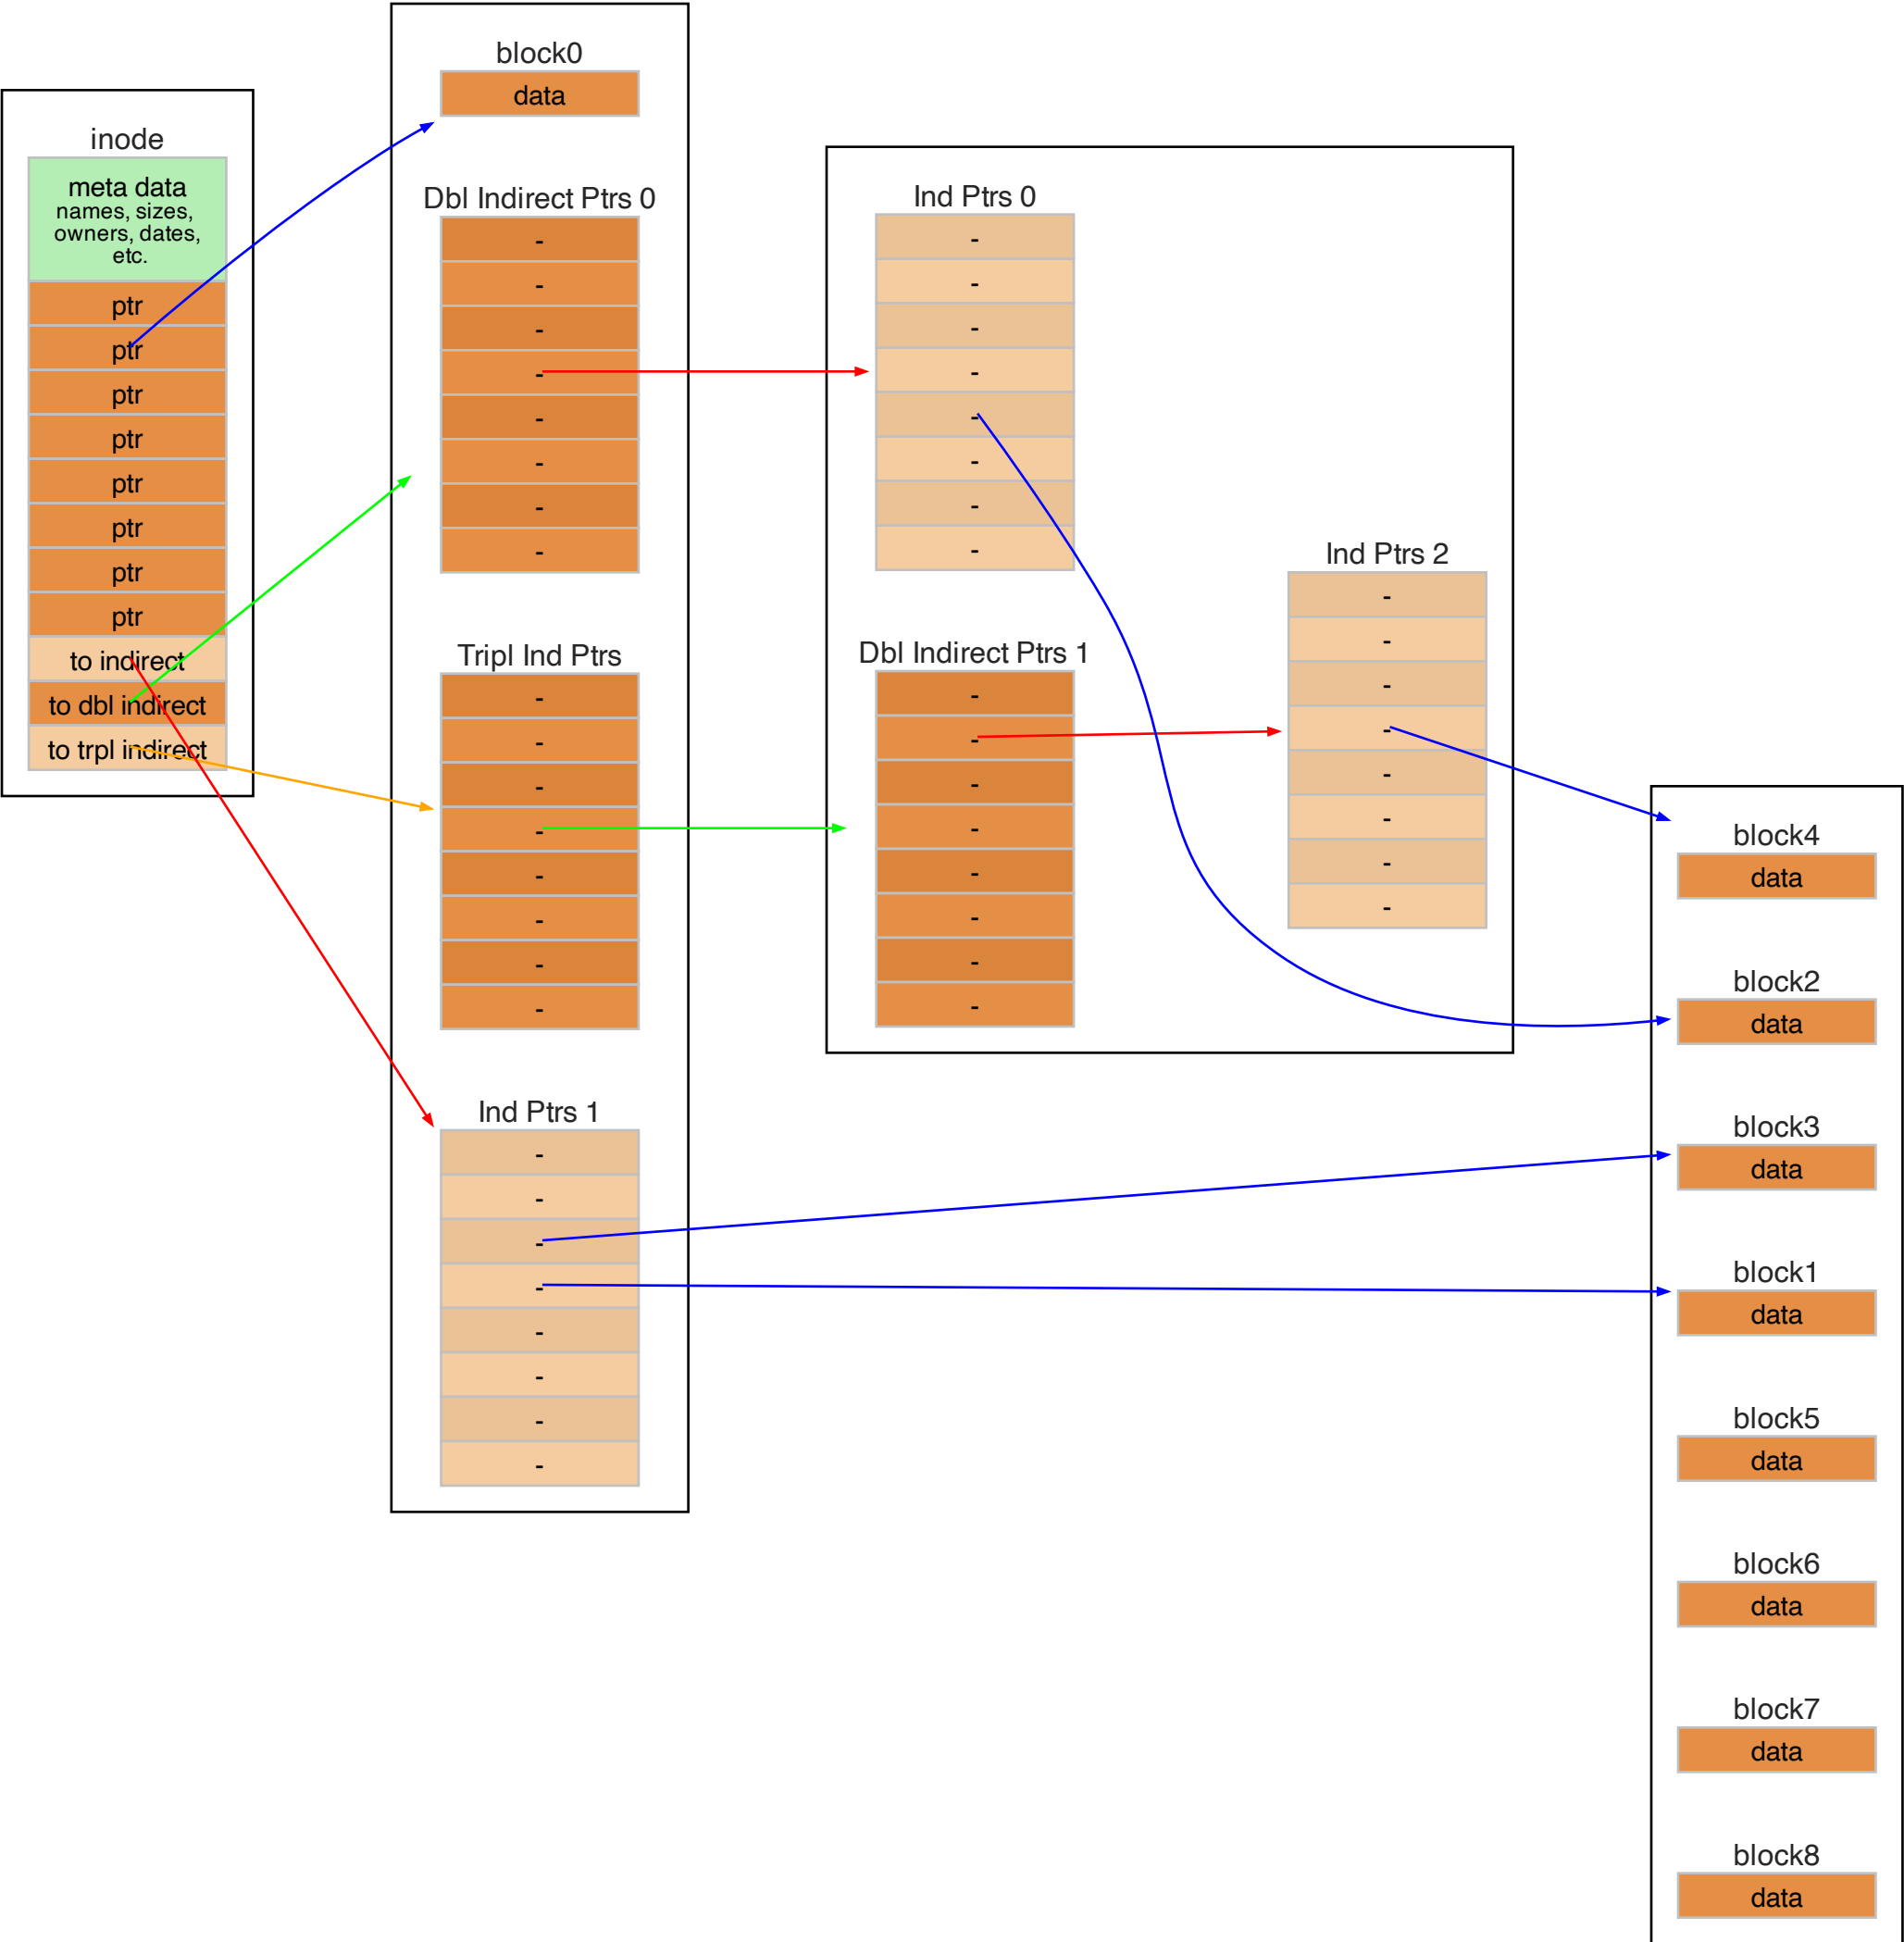 inode
meta data
names, sizes,
owners, dates,
etc.
ptr
ptr
ptr
ptr
ptr
ptr
ptr
ptr
to indirect
to dbl indirect
to trpl indirect
block0
data
Dbl Indirect Ptrs 0
-
-
-
-
-
-
-
-
Tripl Ind Ptrs
-
-
-
-
-
-
-
-
Ind Ptrs 1
-
-
-
-
-
-
-
-
Ind Ptrs 0
-
-
-
-
-
-
-
-
Dbl Indirect Ptrs 1
-
-
-
-
-
-
-
-
Ind Ptrs 2
-
-
-
-
-
-
-
-
block4
data
block2
data
block3
data
block1
data
block5
data
block6
data
block7
data
block8
data